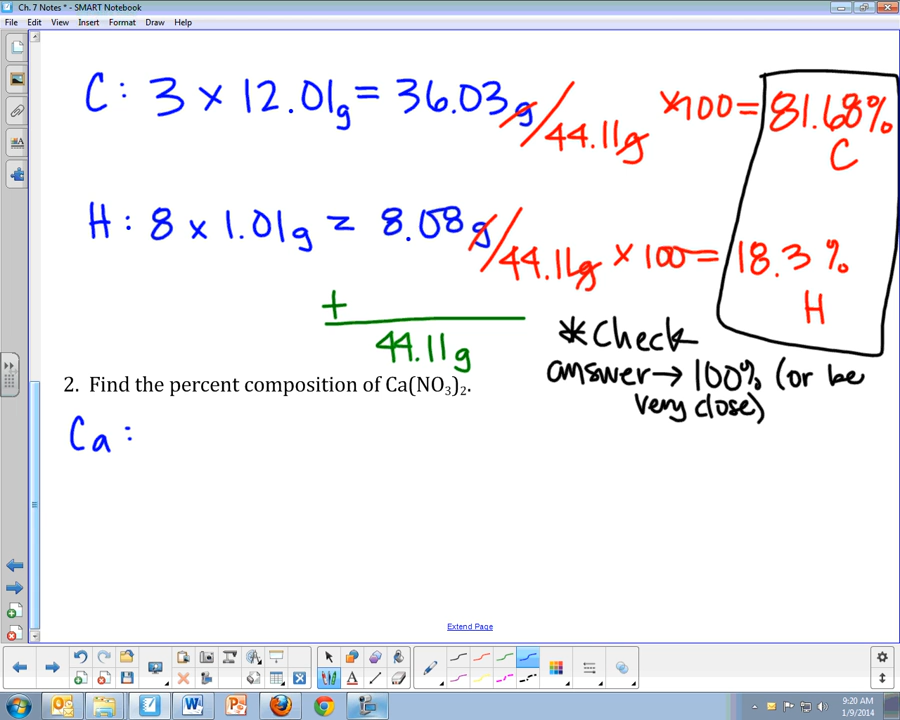 Ch. 7 Notes * - SMART Notebook
File Edit View Insert Format Draw Help
C: 3 x 12.01g = 36.03g/44.11g x100 = 81.68%
C
H: 8 x 1.01g = 8.08g/44.11g x 100 = 18.3%
H
+
44.11g
*Check
answer→ 100% (or be
very close)
2. Find the percent composition of Ca(NO3)2.
Ca:
Extend Page
9:20 AM
1/9/2014